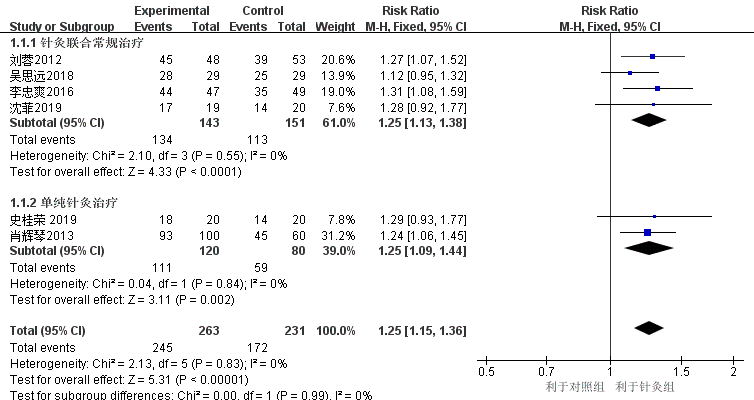 Experimental Control Risk Ratio Risk Ratio
Study or Subgroup Events Total Events Total Weight M-H, Fixed, 95% CI M-H, Fixed, 95% CI
1.1.1 针灸联合常规治疗
刘蓉2012 45 48 39 53 20.6% 1.27 [1.07, 1.52]
吴思远2018 28 29 25 29 13.9% 1.12 [0.95, 1.32]
李忠爽2016 44 47 35 49 19.0% 1.31 [1.08, 1.59]
沈菲2019 17 19 14 20 7.6% 1.28 [0.92, 1.77]
Subtotal (95% CI) 143 151 61.0% 1.25 [1.13, 1.38]
Total events 134 113
Heterogeneity: Chi² = 2.10, df = 3 (P = 0.55); I² = 0%
Test for overall effect: Z = 4.33 (P < 0.0001)
1.1.2 单纯针灸治疗
史桂荣 2019 18 20 14 20 7.8% 1.29 [0.93, 1.77]
肖辉琴2013 93 100 45 60 31.2% 1.24 [1.06, 1.45]
Subtotal (95% CI) 120 80 39.0% 1.25 [1.09, 1.44]
Total events 111 59
Heterogeneity: Chi² = 0.04, df = 1 (P = 0.84); I² = 0%
Test for overall effect: Z = 3.11 (P = 0.002)
Total (95% CI) 263 231 100.0% 1.25 [1.15, 1.36]
Total events 245 172
Heterogeneity: Chi² = 2.13, df = 5 (P = 0.83); I² = 0%
Test for overall effect: Z = 5.31 (P < 0.00001)
Test for subgroup differences: Chi² = 0.00, df = 1 (P = 0.99), I² = 0%
0.5 0.7 1 1.5 2
利于对照组 利于针灸组